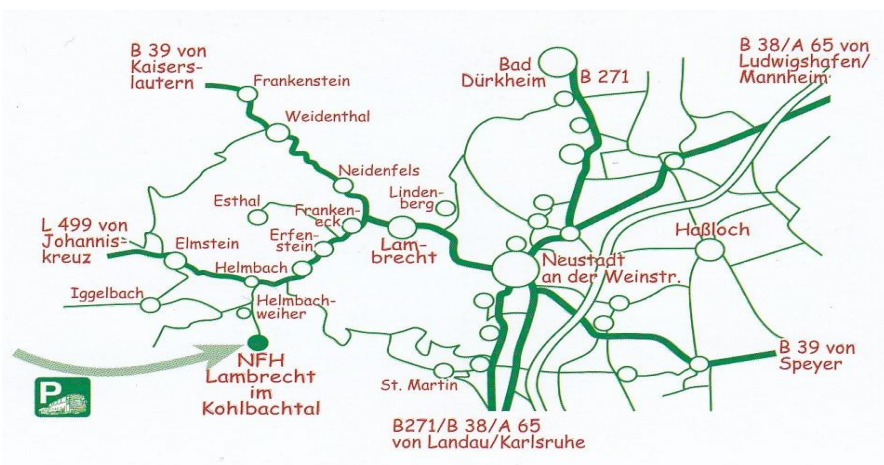 B 39 von
Kaisers-
lautern
Frankenstein
Weidenthal
Bad
Dürkheim
B 271
B 38/A 65 von
Ludwigshafen/
Mannheim
Neidenfels
Esthal
Linden-
berg
Franken-
eck
L 499 von
Johannis-
kreuz
Elmstein
Erfen-
stein
Lam-
brecht
Haßloch
Helmbach
Neustadt
an der Weinstr.
Iggelbach
Helmbach-
weiher
NFH
Lambrecht
im
Kohlbachtal
St. Martin
B 39 von
Speyer
P
B271/B 38/A 65
von Landau/Karlsruhe